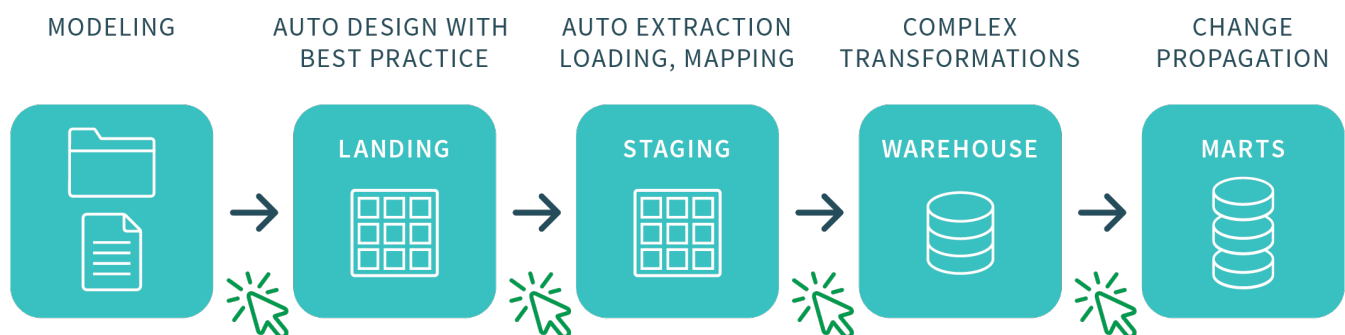 MODELING
AUTO DESIGN WITH
BEST PRACTICE
AUTO EXTRACTION
LOADING, MAPPING
COMPLEX
TRANSFORMATIONS
CHANGE
PROPAGATION
LANDING
STAGING
WAREHOUSE
MARTS